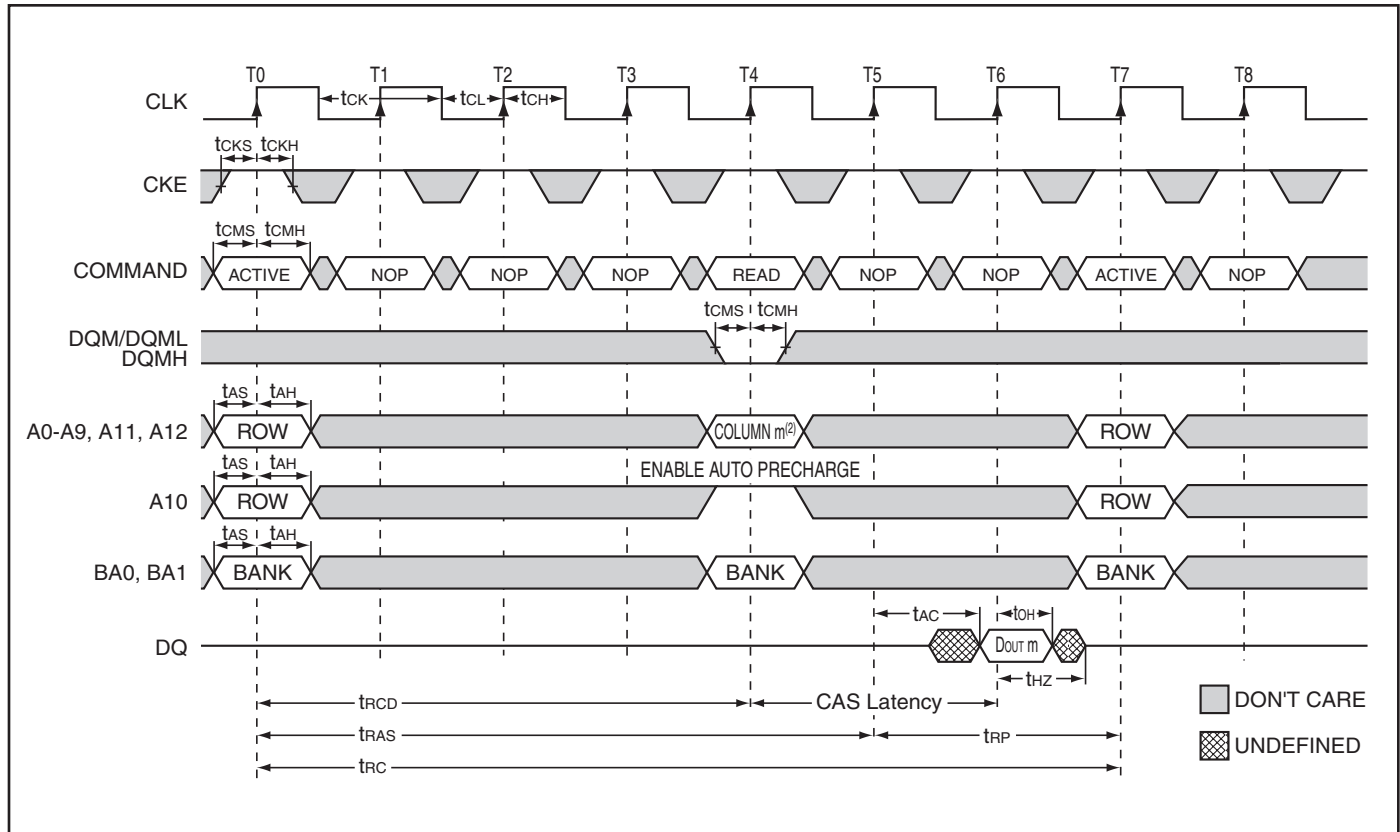 T0 T1 T2 T3 T4 T5 T6 T7 T8
CLK tCK tCL tCH
tCKS tCKH
CKE
tCMS tCMH
COMMAND ACTIVE NOP NOP NOP READ NOP NOP ACTIVE NOP
tCMS tCMH
DQM/DQML
DQMH
tAS tAH
A0-A9, A11, A12 ROW COLUMN m(2) ROW
tAS tAH ENABLE AUTO PRECHARGE
A10 ROW ROW
tAS tAH
BA0, BA1 BANK BANK BANK
tAC tOH
DQ DOUT m
tHZ
tRCD CAS Latency DON'T CARE
tRAS tRP UNDEFINED
tRC